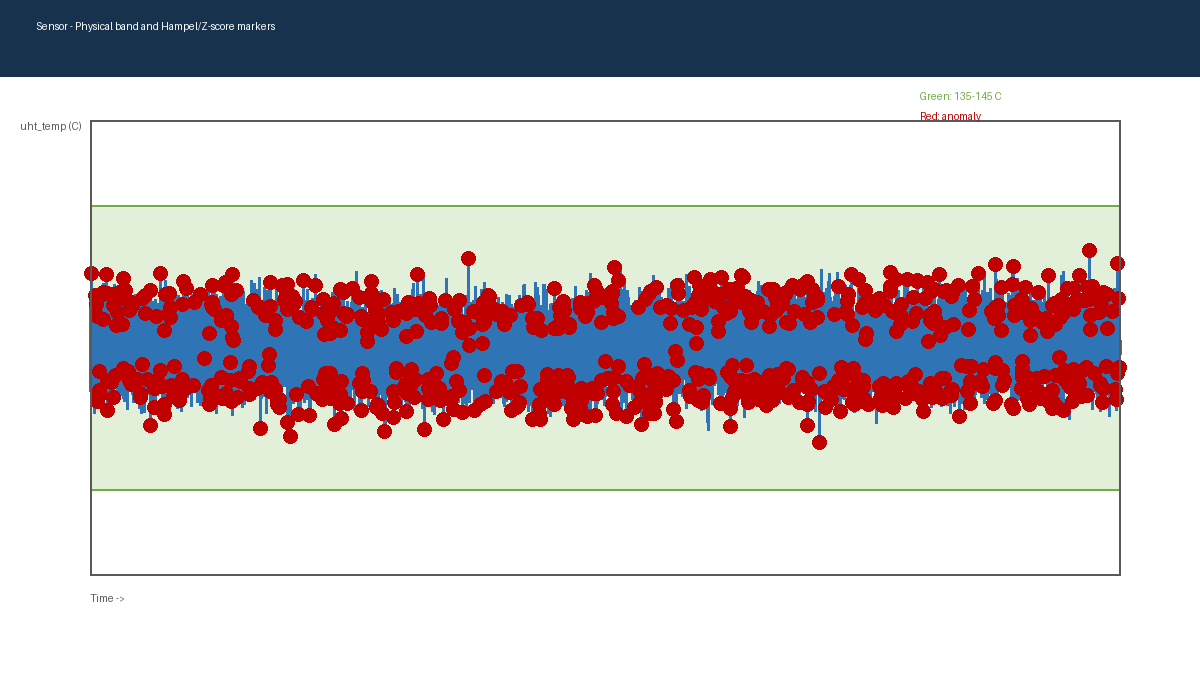 Sensor - Physical band and Hampel/Z-score markers
Green: 135-145 C
Red: anomaly
uht_temp (C)
Time ->